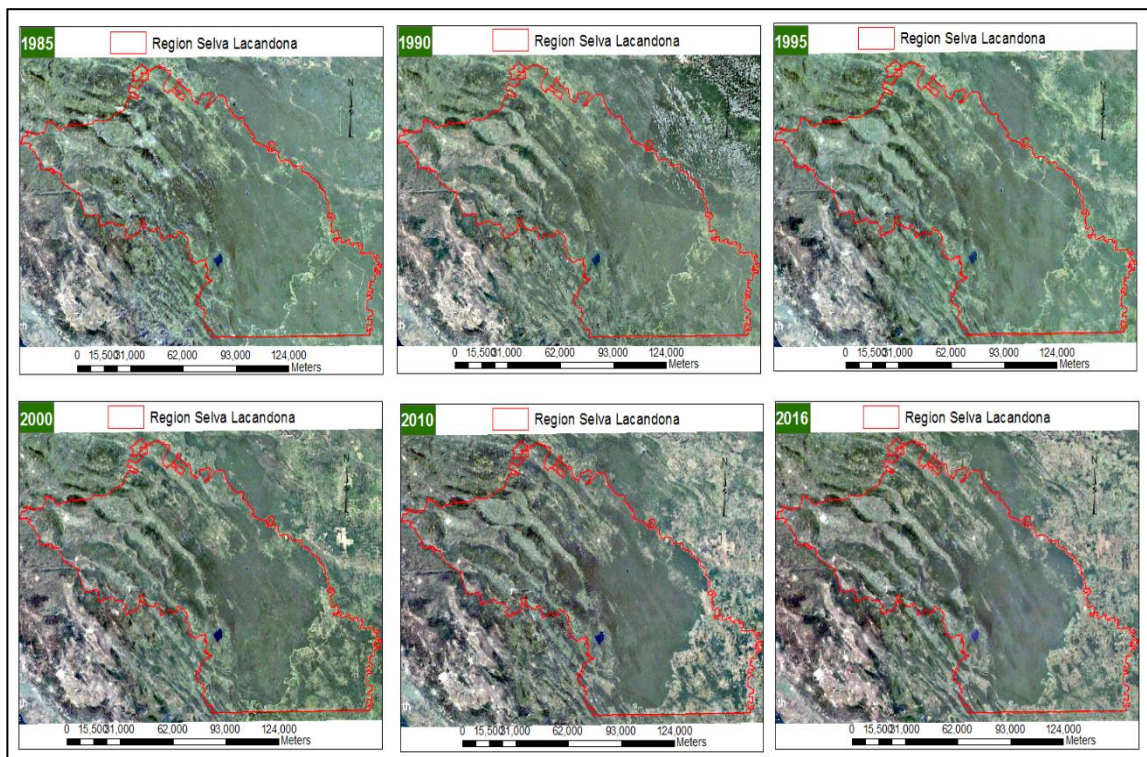 1985
Region Selva Lacandona
N
0 15,500 31,000 62,000 93,000 124,000
Meters
1990
Region Selva Lacandona
0 15,500 31,000 62,000 93,000 124,000
Meters
1995
Region Selva Lacandona
N
0 15,500 31,000 62,000 93,000 124,000
Meters
2000
Region Selva Lacandona
N
0 15,500 31,000 62,000 93,000 124,000
Meters
2010
Region Selva Lacandona
N
0 15,500 31,000 62,000 93,000 124,000
Meters
2016
Region Selva Lacandona
N
0 15,500 31,000 62,000 93,000 124,000
Meters